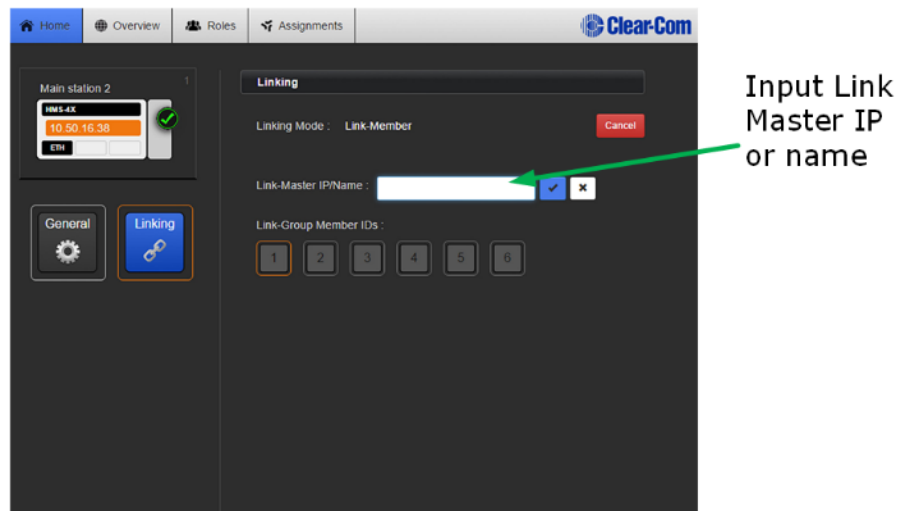 Home
Overview
Roles
Assignments
Clear-Com
Main station 2
1
HMS-4X
10.50.16.38
ETH
General
Linking
Linking
Linking Mode : Link-Member
Cancel
Link-Master IP/Name :
Link-Group Member IDs :
1 2 3 4 5 6
Input Link
Master IP
or name